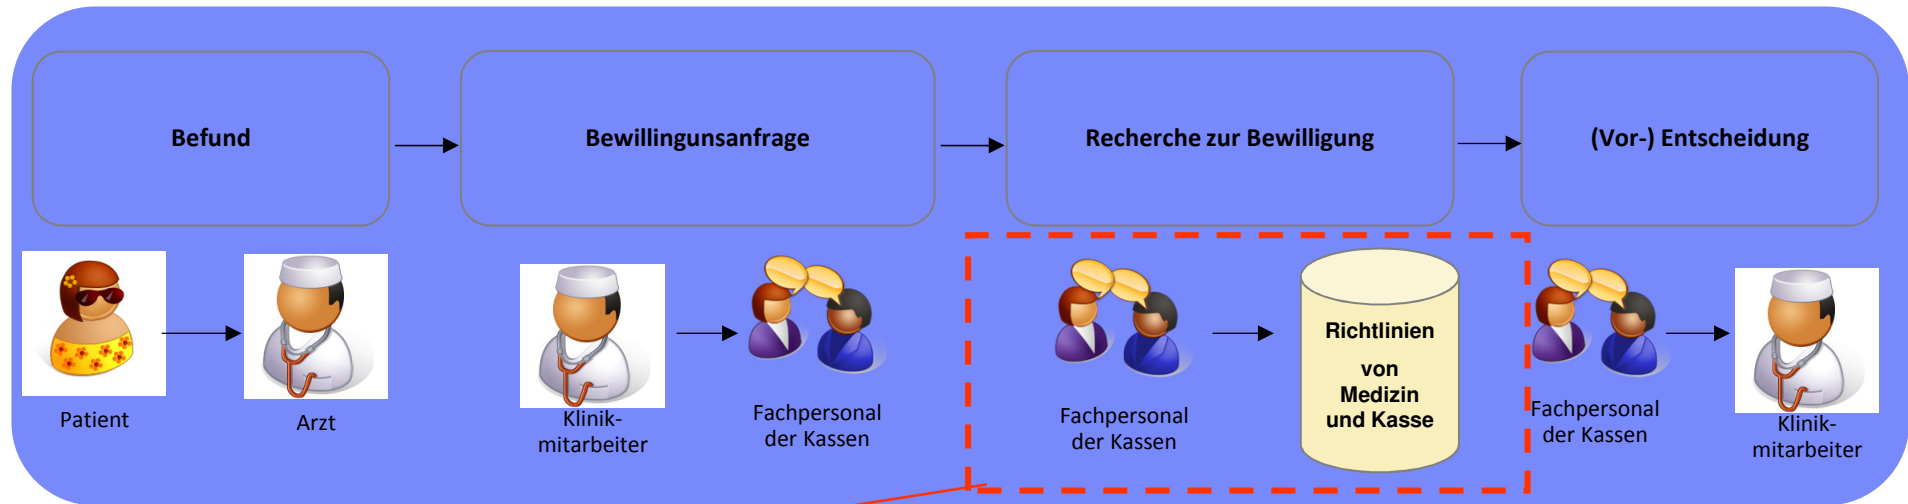 Befund
Bewillingunsanfrage
Recherche zur Bewilligung
(Vor-) Entscheidung
Patient
Arzt
Klinik-
mitarbeiter
Fachpersonal
der Kassen
Fachpersonal
der Kassen
Richtlinien
von
Medizin
und Kasse
Fachpersonal
der Kassen
Klinik-
mitarbeiter